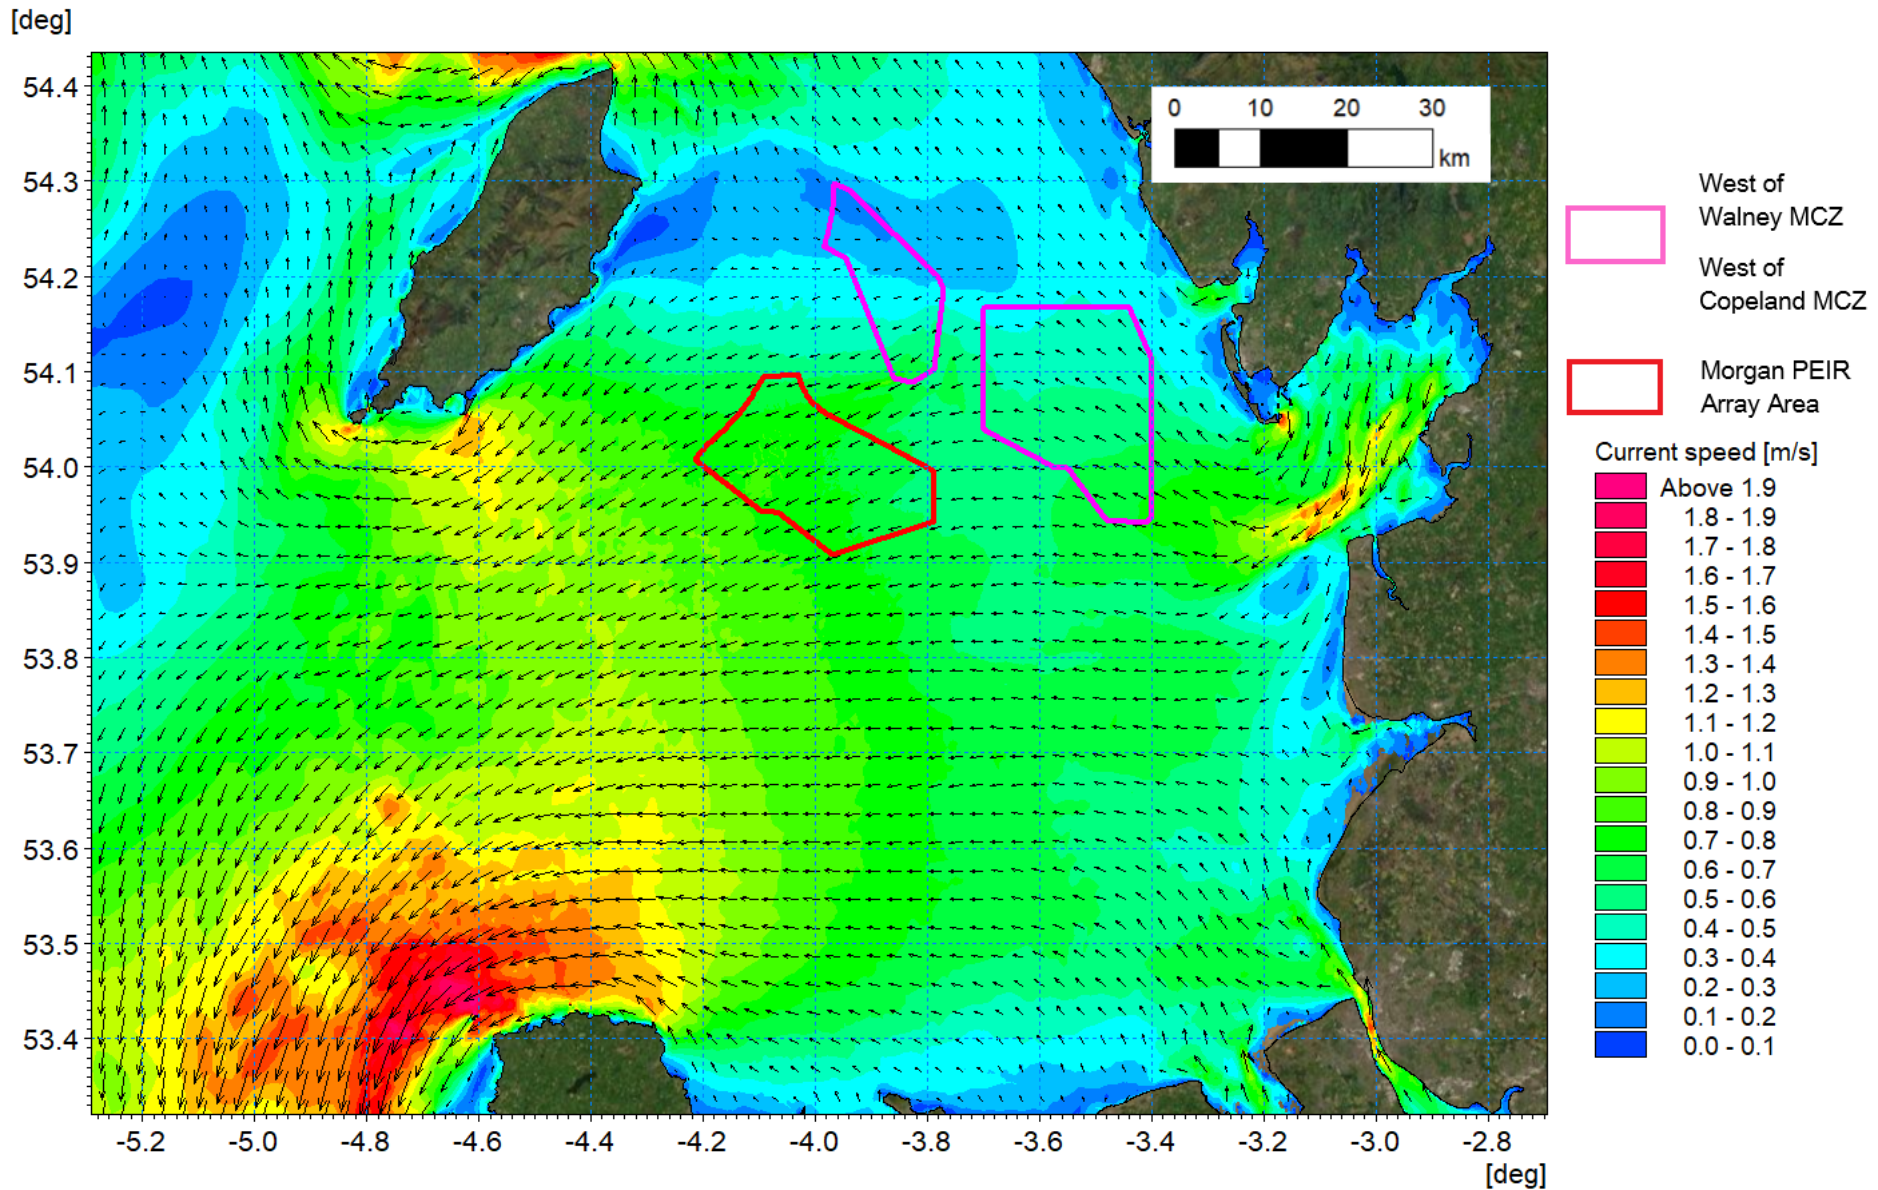 [deg]
54.4
54.3
54.2
54.1
54.0
53.9
53.8
53.7
53.6
53.5
53.4
-5.2 -5.0 -4.8 -4.6 -4.4 -4.2 -4.0 -3.8 -3.6 -3.4 -3.2 -3.0 -2.8
[deg]
0 10 20 30
km
West of
Walney MCZ
West of
Copeland MCZ
Morgan PEIR
Array Area
Current speed [m/s]
Above 1.9
1.8 - 1.9
1.7 - 1.8
1.6 - 1.7
1.5 - 1.6
1.4 - 1.5
1.3 - 1.4
1.2 - 1.3
1.1 - 1.2
1.0 - 1.1
0.9 - 1.0
0.8 - 0.9
0.7 - 0.8
0.6 - 0.7
0.5 - 0.6
0.4 - 0.5
0.3 - 0.4
0.2 - 0.3
0.1 - 0.2
0.0 - 0.1